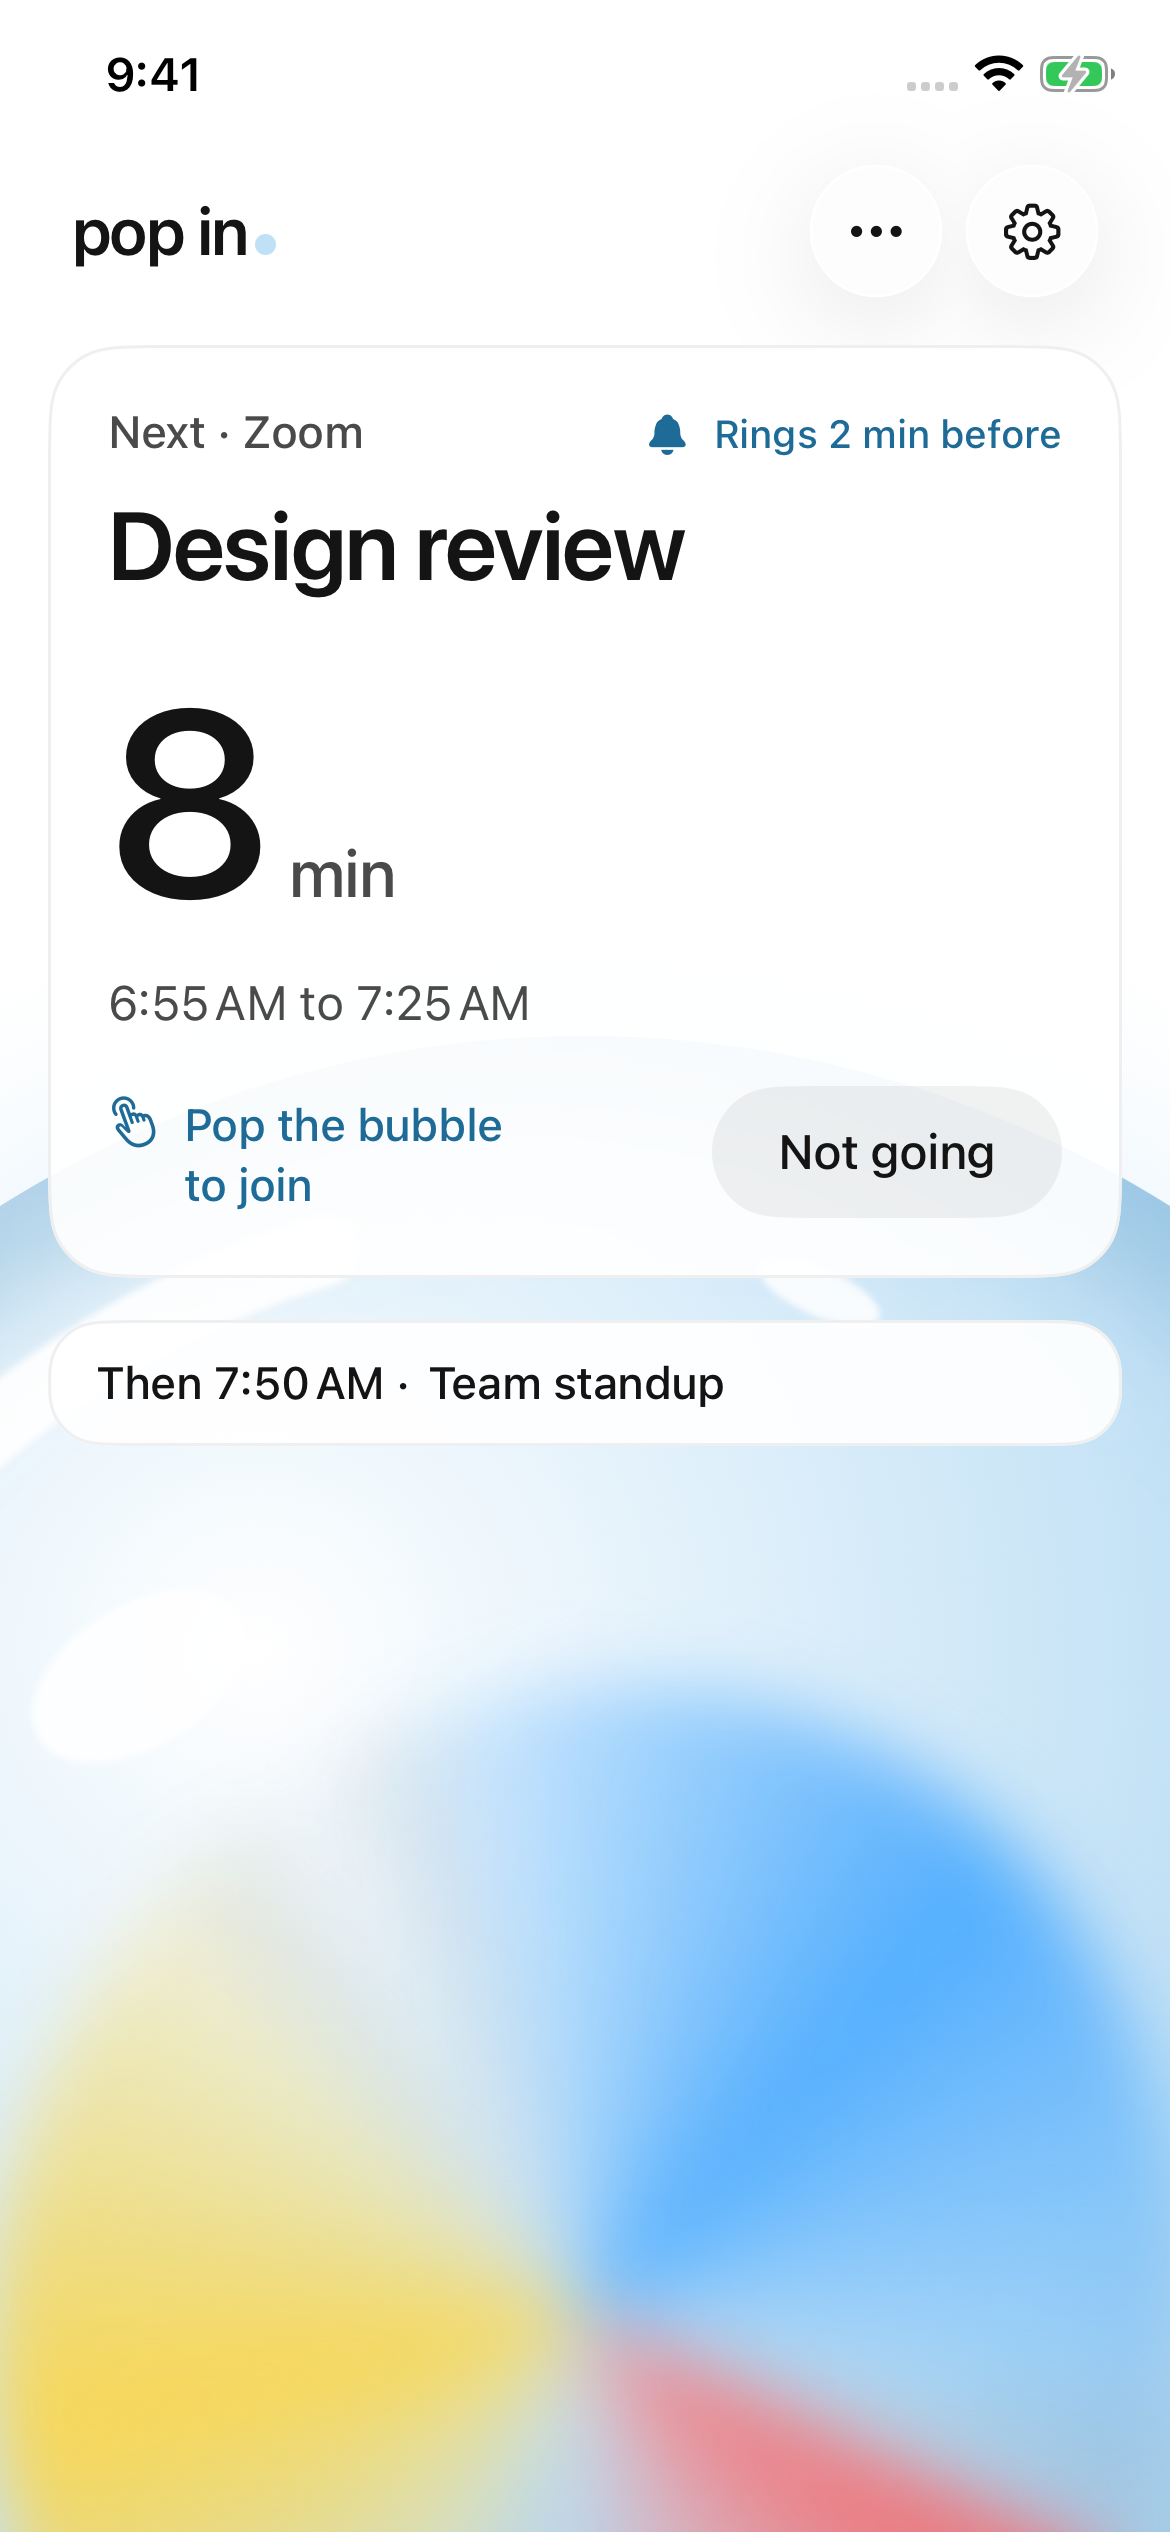 9:41
pop in
Next · Zoom
Rings 2 min before
Design review
8 min
6:55 AM to 7:25 AM
Pop the bubble
to join
Not going
Then 7:50 AM · Team standup